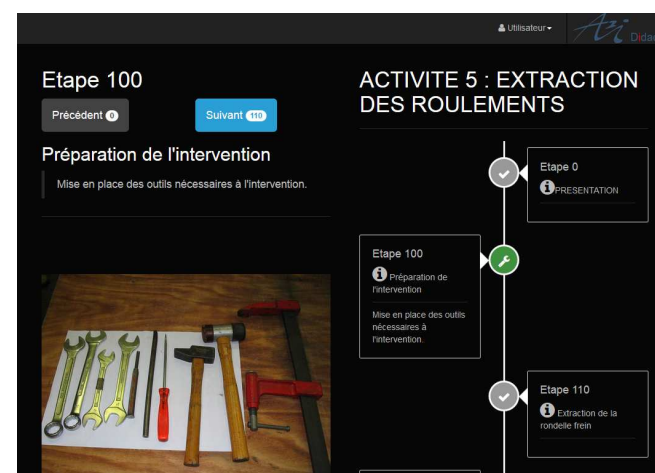 Utilisateur
Azi Didac
Etape 100
Précédent 0
Suivant 110
Préparation de l'intervention
Mise en place des outils nécessaires à l'intervention.
ACTIVITE 5 : EXTRACTION
DES ROULEMENTS
Etape 0
PRESENTATION
Etape 100
Préparation de
l'intervention
Mise en place des outils
nécessaires à
l'intervention.
Etape 110
Extraction de la
rondelle frein